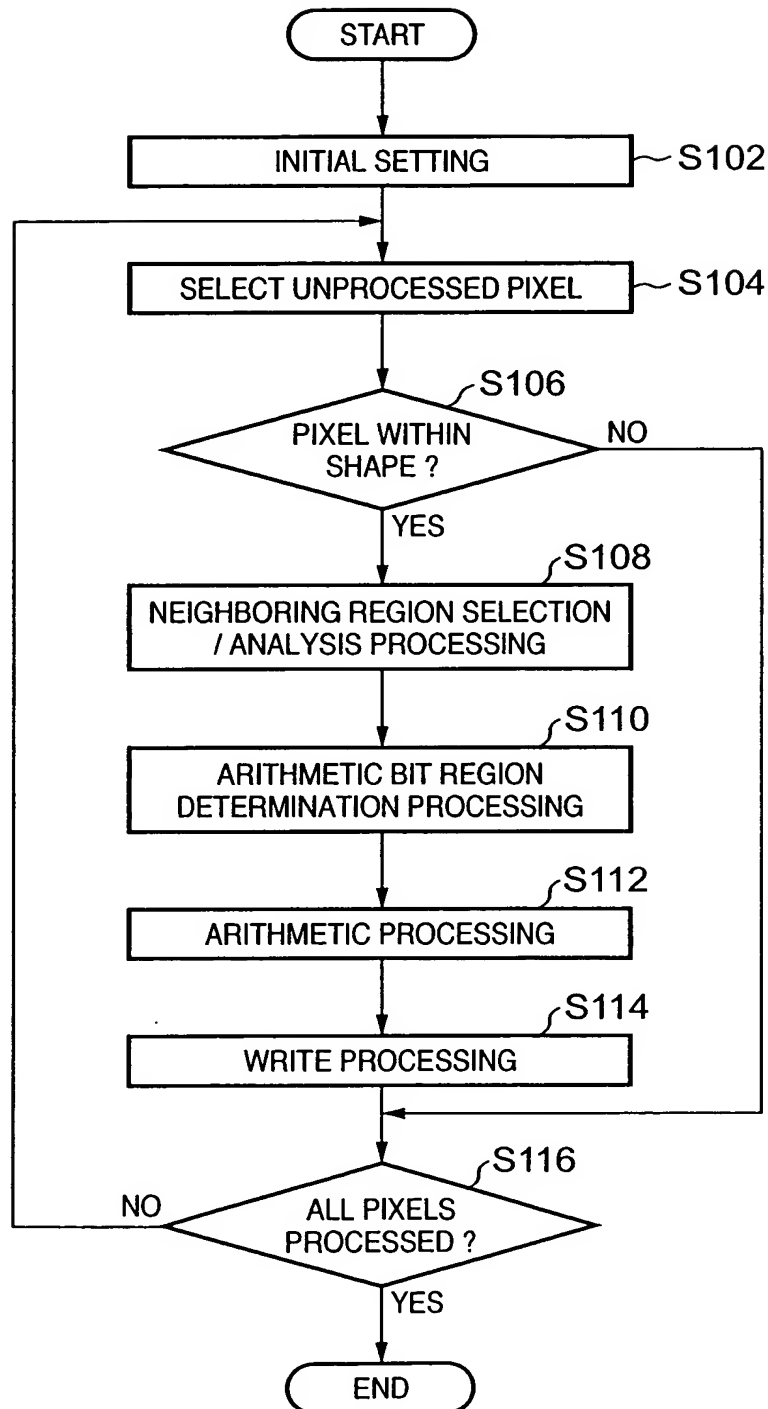 START
INITIAL SETTING
S102
SELECT UNPROCESSED PIXEL
S104
S106
PIXEL WITHIN
SHAPE ?
NO
YES
S108
NEIGHBORING REGION SELECTION
/ ANALYSIS PROCESSING
S110
ARITHMETIC BIT REGION
DETERMINATION PROCESSING
S112
ARITHMETIC PROCESSING
S114
WRITE PROCESSING
S116
NO
ALL PIXELS
PROCESSED ?
YES
END